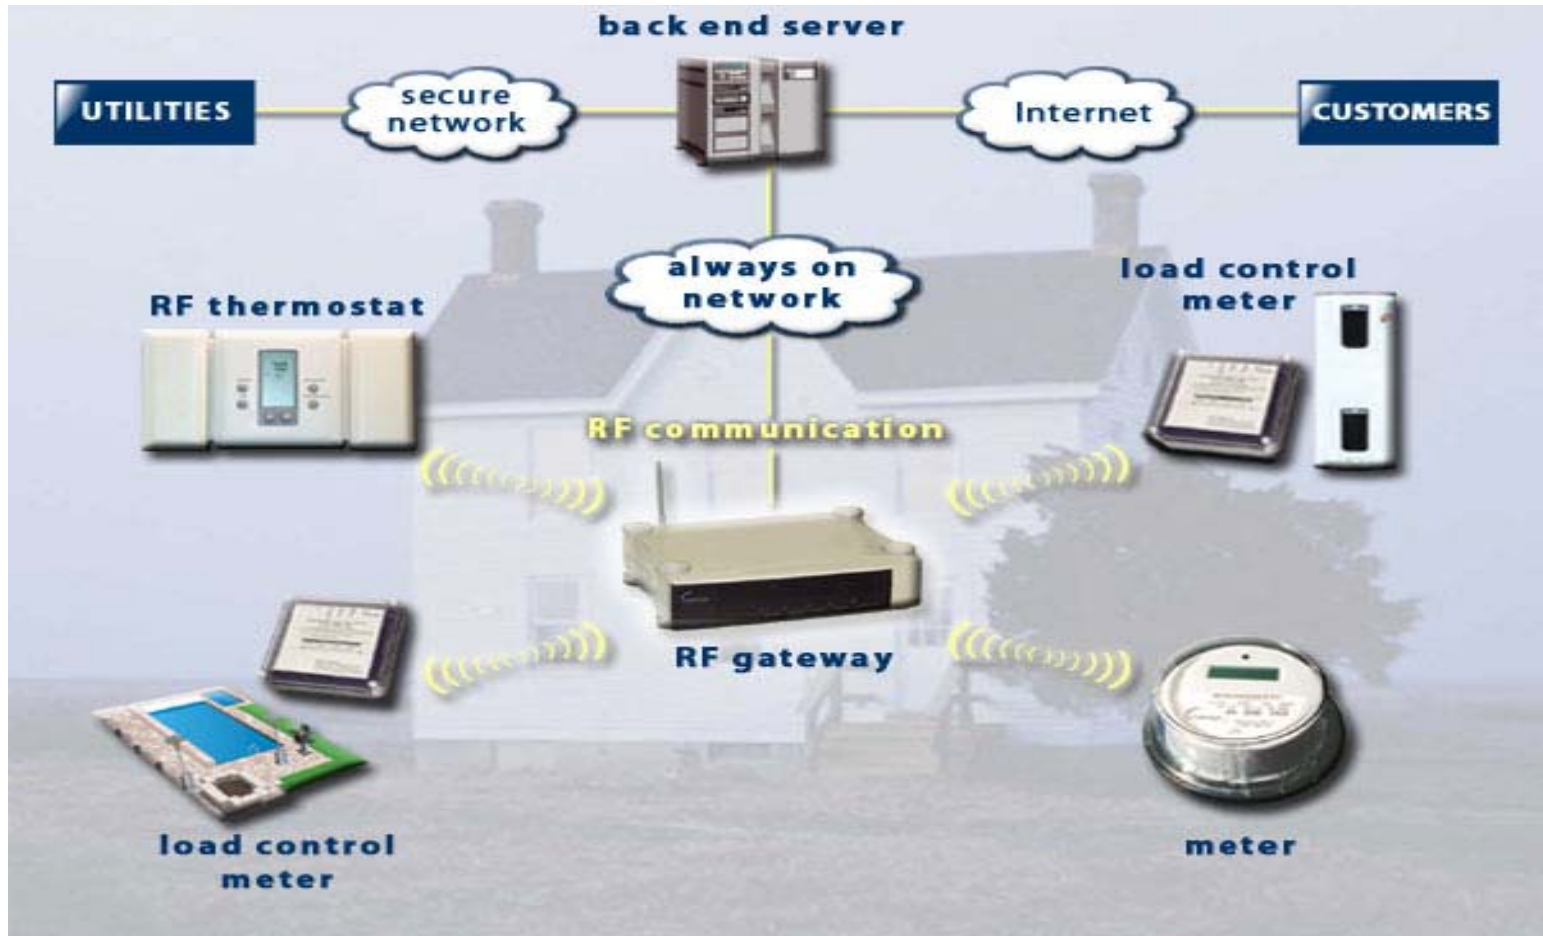 back end server
UTILITIES
secure
network
Internet
CUSTOMERS
always on
network
load control
meter
RF thermostat
RF communication
RF gateway
load control
meter
meter